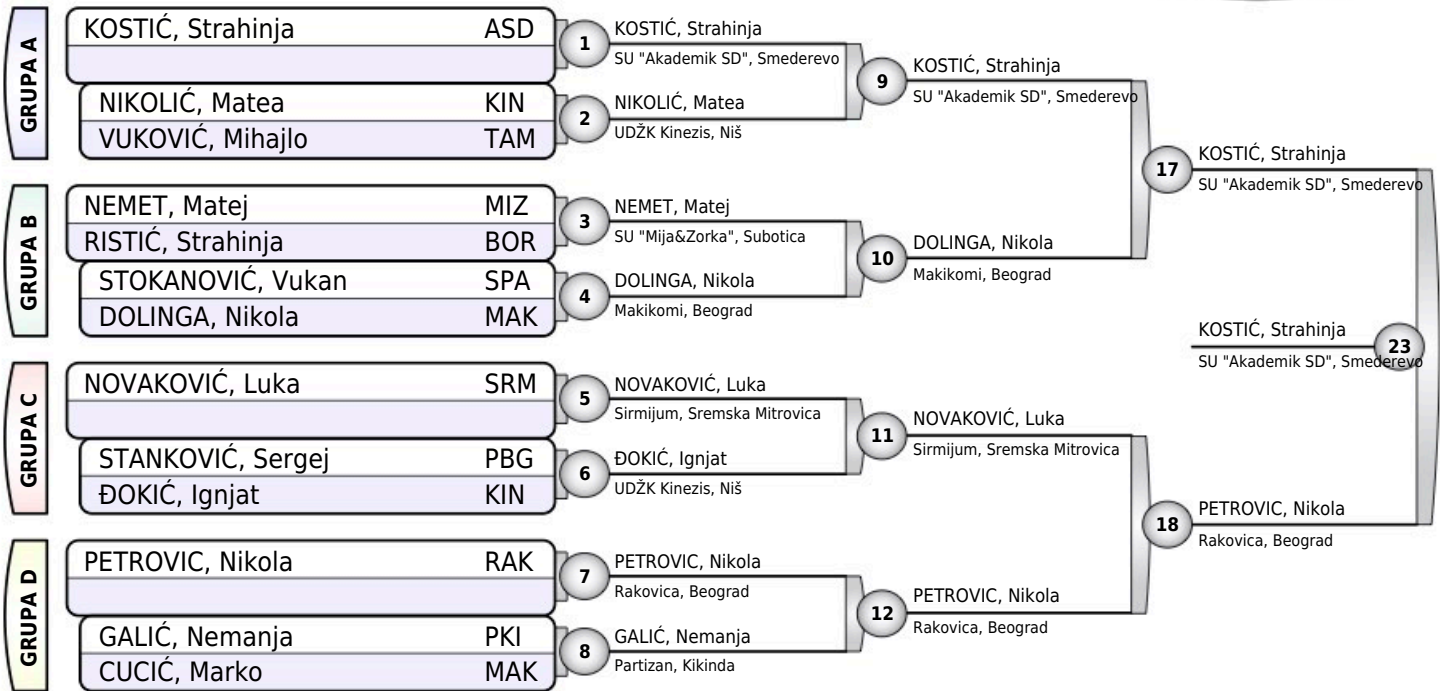 GRUPA A
KOSTIĆ, Strahinja ASD
NIKOLIĆ, Matea KIN
VUKOVIĆ, Mihajlo TAM
GRUPA B
NEMET, Matej MIZ
RISTIĆ, Strahinja BOR
STOKANOVIĆ, Vukan SPA
DOLINGA, Nikola MAK
GRUPA C
NOVAKOVIĆ, Luka SRM
STANKOVIĆ, Sergej PBG
ĐOKIĆ, Ignjat KIN
GRUPA D
PETROVIC, Nikola RAK
GALIĆ, Nemanja PKI
CUCIĆ, Marko MAK
1
KOSTIĆ, Strahinja
SU "Akademik SD", Smederevo
2
NIKOLIĆ, Matea
UDŽK Kinezis, Niš
3
NEMET, Matej
SU "Mija&Zorka", Subotica
4
DOLINGA, Nikola
Makikomi, Beograd
5
NOVAKOVIĆ, Luka
Sirmijum, Sremska Mitrovica
6
ĐOKIĆ, Ignjat
UDŽK Kinezis, Niš
7
PETROVIC, Nikola
Rakovica, Beograd
8
GALIĆ, Nemanja
Partizan, Kikinda
9
KOSTIĆ, Strahinja
SU "Akademik SD", Smederevo
10
DOLINGA, Nikola
Makikomi, Beograd
11
NOVAKOVIĆ, Luka
Sirmijum, Sremska Mitrovica
12
PETROVIC, Nikola
Rakovica, Beograd
17
KOSTIĆ, Strahinja
SU "Akademik SD", Smederevo
18
PETROVIC, Nikola
Rakovica, Beograd
KOSTIĆ, Strahinja
23
SU "Akademik SD", Smederevo